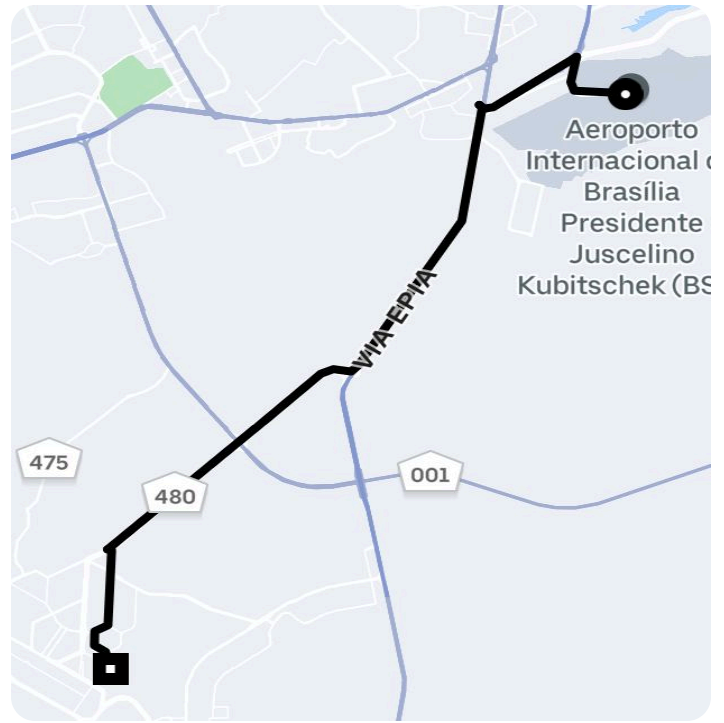 Aeroporto
Internacional d
Brasília
Presidente
Juscelino
Kubitschek (BS
VIA EPIA
475
480
001